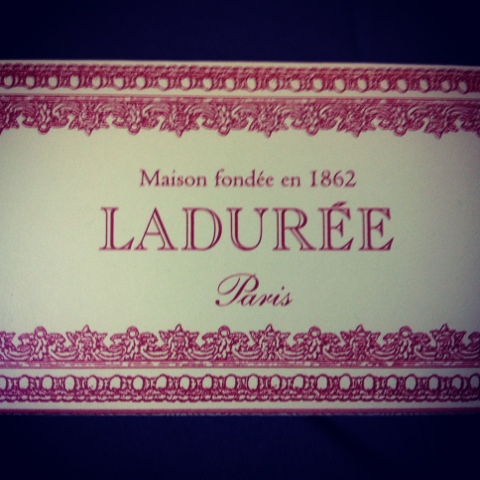 Maison fondée en 1862
LADURÉE
Paris